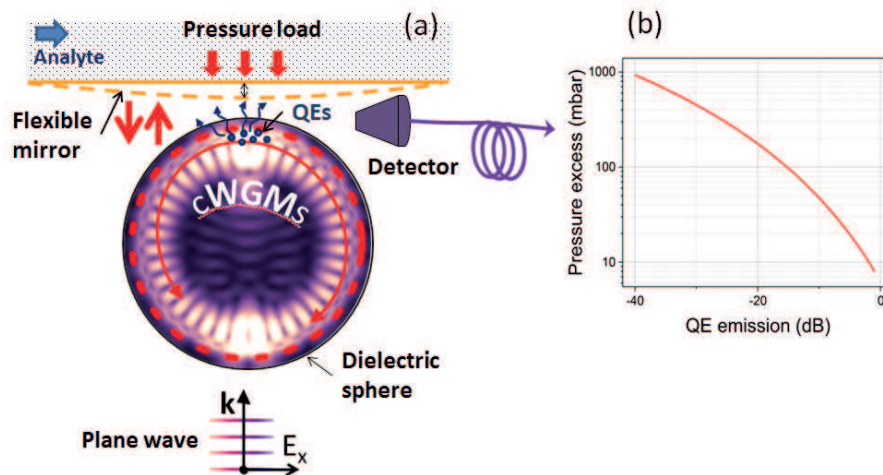 (a)
Pressure load
Analyte
Flexible
mirror
QEs
Detector
cWGMs
Dielectric
sphere
k
Plane wave
Ex
(b)
Pressure excess (mbar)
1000
100
10
-40
-20
0
QE emission (dB)